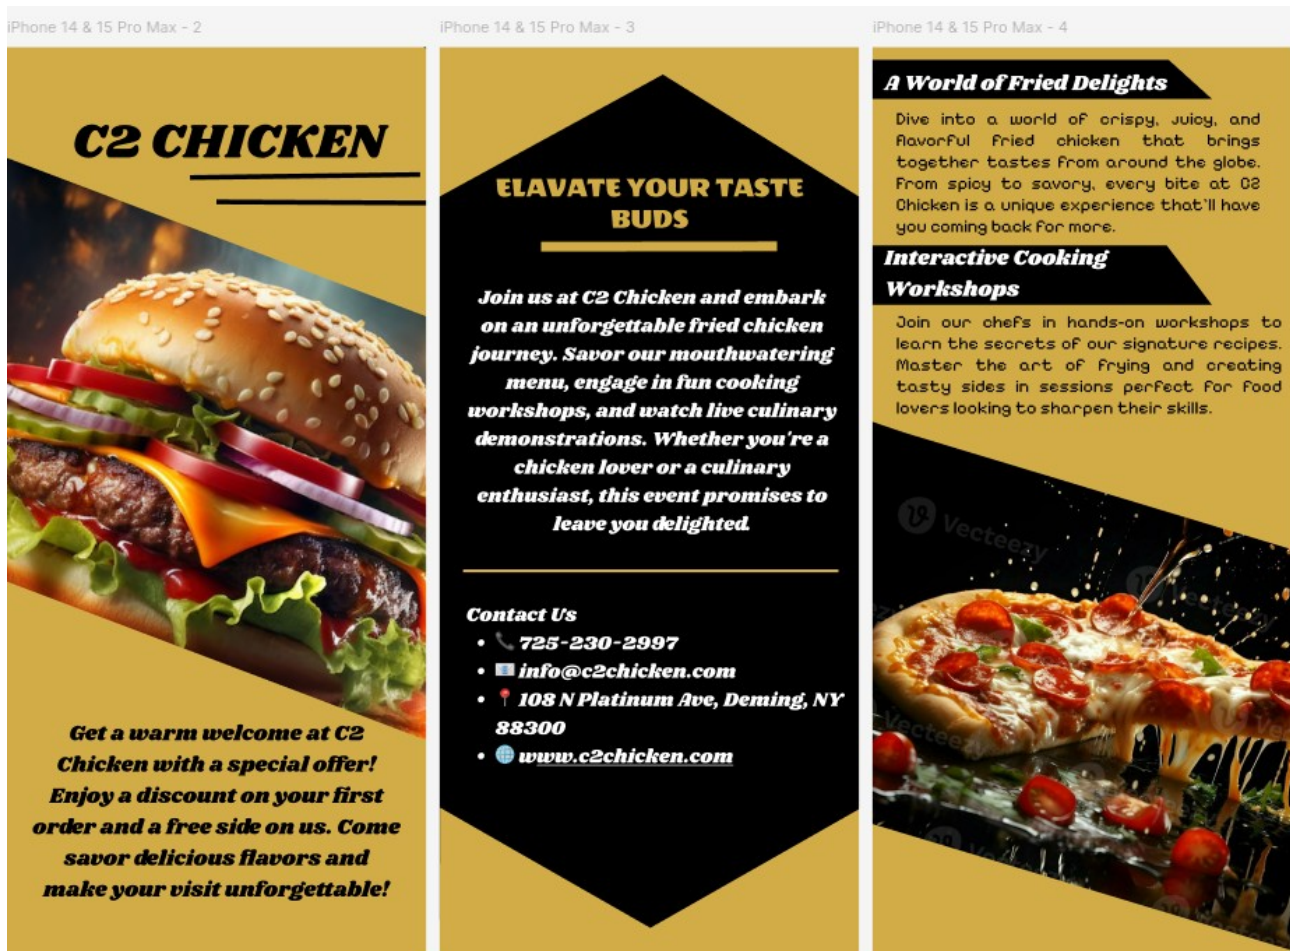 iPhone 14 & 15 Pro Max - 2
C2 CHICKEN
Get a warm welcome at C2
Chicken with a special offer!
Enjoy a discount on your first
order and a free side on us. Come
savor delicious flavors and
make your visit unforgettable!
iPhone 14 & 15 Pro Max - 3
ELAVATE YOUR TASTE
BUDS
Join us at C2 Chicken and embark
on an unforgettable fried chicken
journey. Savor our mouthwatering
menu, engage in fun cooking
workshops, and watch live culinary
demonstrations. Whether you're a
chicken lover or a culinary
enthusiast, this event promises to
leave you delighted.
Contact Us
• 📞 725-230-2997
• 📧 info@c2chicken.com
• 📍 108 N Platinum Ave, Deming, NY
88300
• 🌐 www.c2chicken.com
iPhone 14 & 15 Pro Max - 4
A World of Fried Delights
Dive into a world of crispy, juicy, and
flavorful fried chicken that brings
together tastes from around the globe.
From spicy to savory, every bite at C2
Chicken is a unique experience that'll have
you coming back for more.
Interactive Cooking
Workshops
Join our chefs in hands-on workshops to
learn the secrets of our signature recipes.
Master the art of frying and creating
tasty sides in sessions perfect for food
lovers looking to sharpen their skills.
Vecteezy
Vecteezy